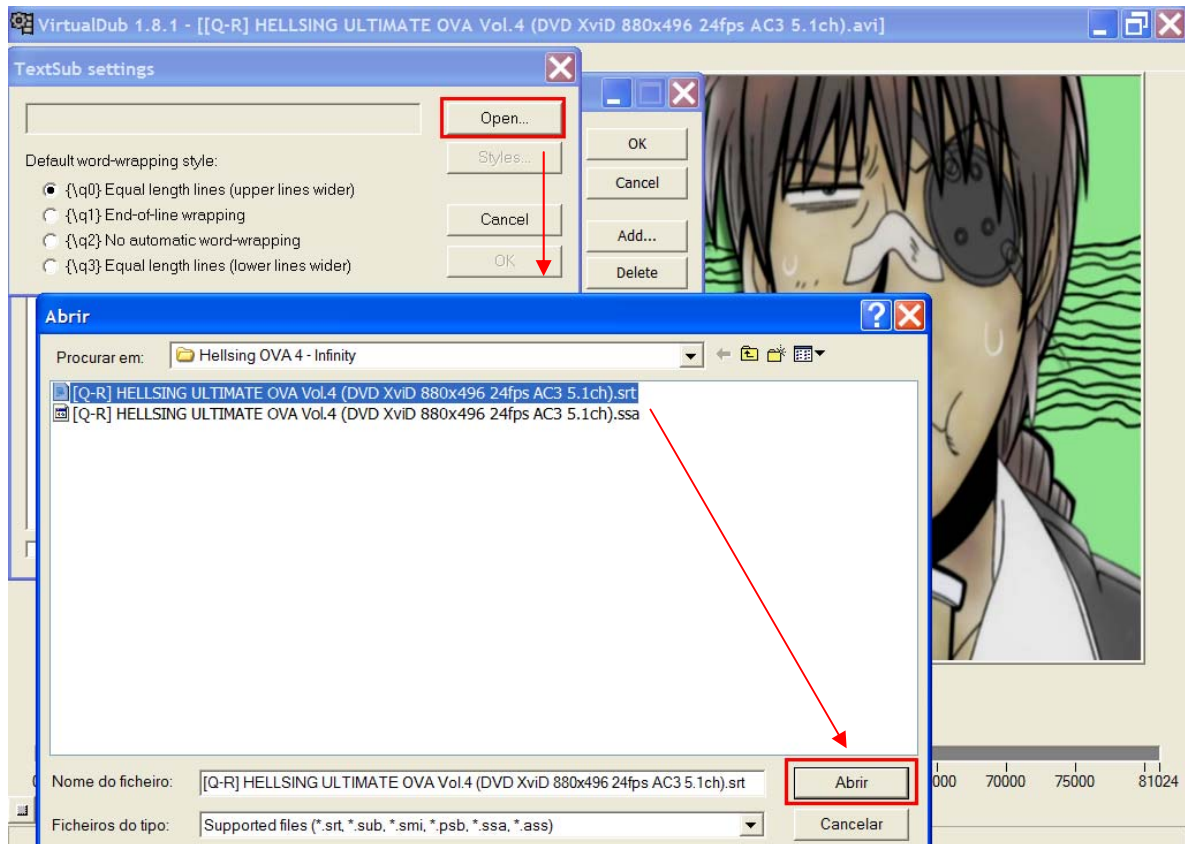 VirtualDub 1.8.1 - [[Q-R] HELLSING ULTIMATE OVA Vol.4 (DVD XviD 880x496 24fps AC3 5.1ch).avi]
TextSub settings
Open...
Default word-wrapping style:
Styles...
{\q0} Equal length lines (upper lines wider)
{\q1} End-of-line wrapping
{\q2} No automatic word-wrapping
{\q3} Equal length lines (lower lines wider)
Cancel
OK
OK
Cancel
Add...
Delete
Abrir
Procurar em: Hellsing OVA 4 - Infinity
[Q-R] HELLSING ULTIMATE OVA Vol.4 (DVD XviD 880x496 24fps AC3 5.1ch).srt
[Q-R] HELLSING ULTIMATE OVA Vol.4 (DVD XviD 880x496 24fps AC3 5.1ch).ssa
Nome do ficheiro: [Q-R] HELLSING ULTIMATE OVA Vol.4 (DVD XviD 880x496 24fps AC3 5.1ch).srt Abrir
Ficheiros do tipo: Supported files (*.srt, *.sub, *.smi, *.psb, *.ssa, *.ass) Cancelar
000 70000 75000 81024